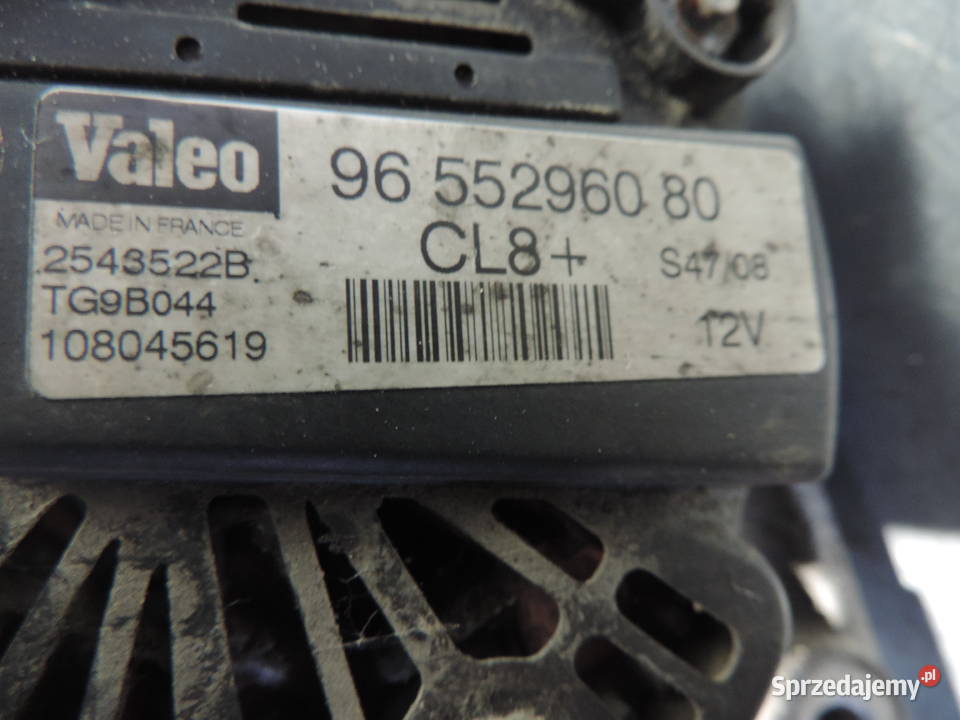 Valeo
MADE IN FRANCE
2543522B
TG9B044
108045619
96 552960 80
CL8+
S47/08
12V
Sprzedajemy.pl